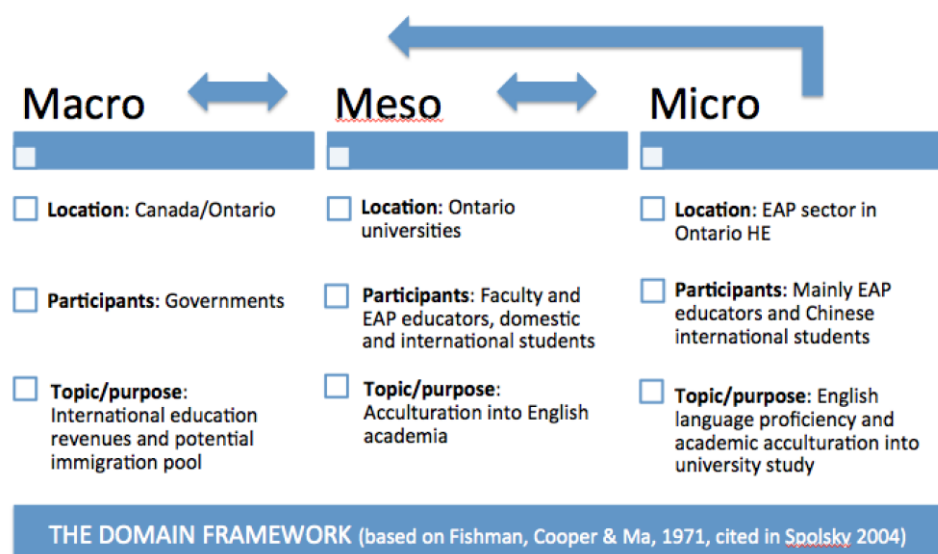 Macro
Meso
Micro
Location: Canada/Ontario
Participants: Governments
Topic/purpose:
International education
revenues and potential
immigration pool
Location: Ontario
universities
Participants: Faculty and
EAP educators, domestic
and international students
Topic/purpose:
Acculturation into English
academia
Location: EAP sector in
Ontario HE
Participants: Mainly EAP
educators and Chinese
international students
Topic/purpose: English
language proficiency and
academic acculturation into
university study
THE DOMAIN FRAMEWORK (based on Fishman, Cooper & Ma, 1971, cited in Spolsky 2004)